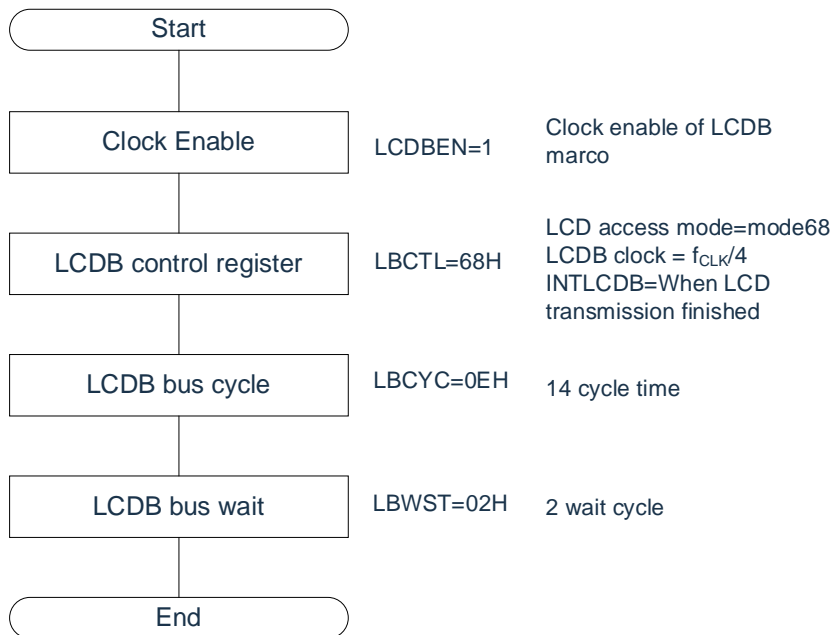 Start
Clock Enable
LCDBEN=1
Clock enable of LCDB
marco
LCDB control register
LBCTL=68H
LCD access mode=mode68
LCDB clock = fCLK/4
INTLCDB=When LCD
transmission finished
LCDB bus cycle
LBCYC=0EH
14 cycle time
LCDB bus wait
LBWST=02H
2 wait cycle
End